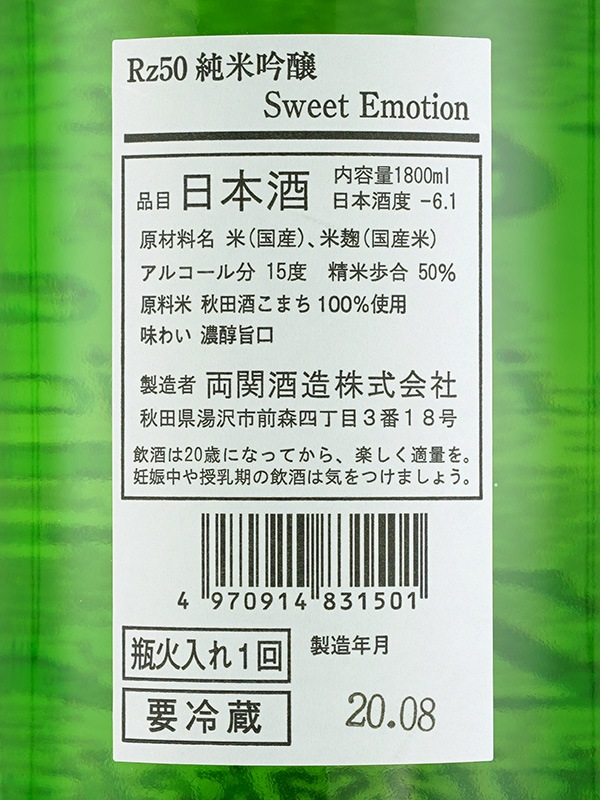 Rz50 純米吟醸
Sweet Emotion
品目 日本酒 内容量1800ml
日本酒度 -6.1
原材料名 米(国産)、米麹(国産米)
アルコール分 15度 精米歩合 50%
原料米 秋田酒こまち100%使用
味わい 濃醇旨口
製造者 両関酒造株式会社
秋田県湯沢市前森四丁目3番18号
飲酒は20歳になってから、楽しく適量を。
妊娠中や授乳期の飲酒は気をつけましょう。
4 970914 831501
瓶火入れ1回
製造年月
要冷蔵
20.08